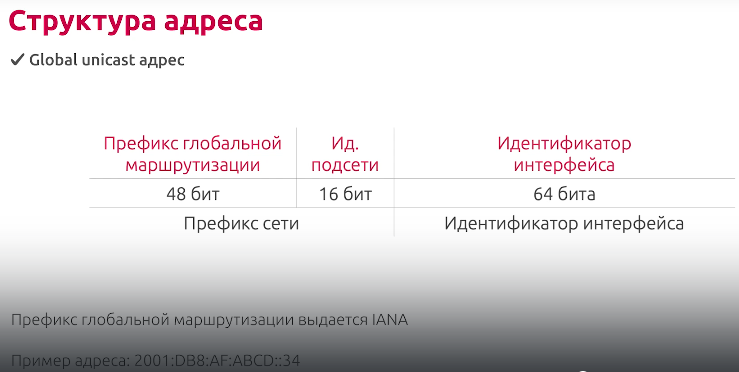 Структура адреса
✓ Global unicast адрес
Префикс глобальной маршрутизации
Ид. подсети
Идентификатор интерфейса
48 бит
16 бит
64 бита
Префикс сети
Идентификатор интерфейса
Префикс глобальной маршрутизации выдается IANA
Пример адреса: 2001:DB8:AF:ABCD::34